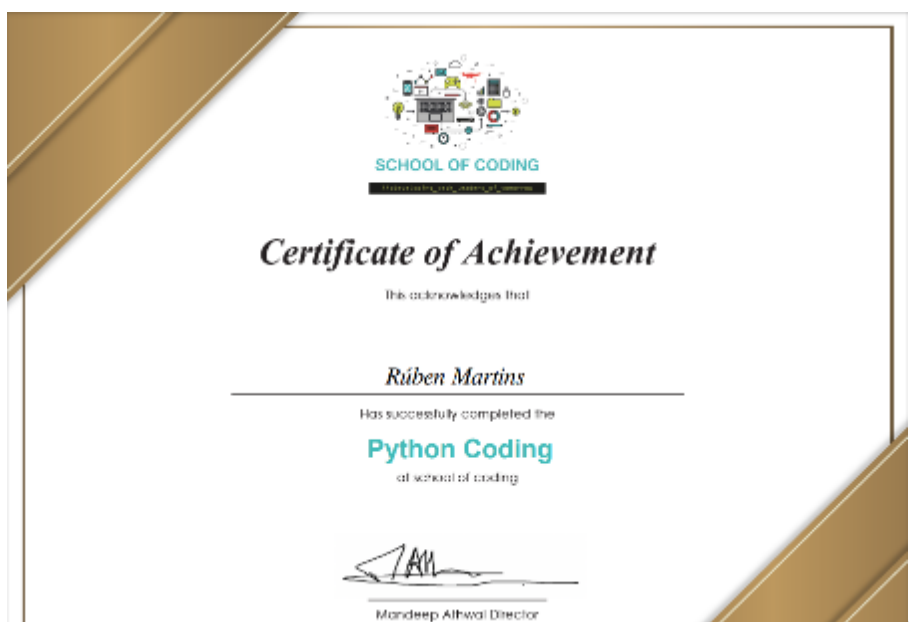 SCHOOL OF CODING
Certificate of Achievement
This acknowledges that
Rúben Martins
Has successfully completed the
Python Coding
at school of coding
Mandeep Athwal Director